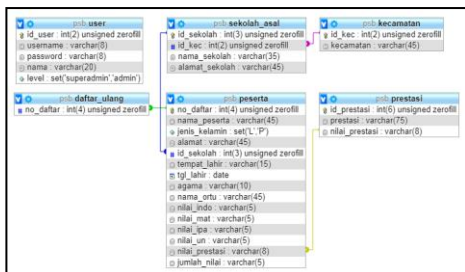 psb user
id_user : int(2) unsigned zerofill
username : varchar(8)
password : varchar(8)
nama : varchar(20)
level : set('superadmin','admin')
psb sekolah_asal
id_sekolah : int(3) unsigned zerofill
id_kec : int(2) unsigned zerofill
nama_sekolah : varchar(35)
alamat_sekolah : varchar(45)
psb kecamatan
id_kec : int(2) unsigned zerofill
kecamatan : varchar(45)
psb daftar_ulang
no_daftar : int(4) unsigned zerofill
psb peserta
no_daftar : int(4) unsigned zerofill
nama_peserta : varchar(45)
jenis_kelamin : set('L','P')
alamat : varchar(45)
id_sekolah : int(3) unsigned zerofill
tempat_lahir : varchar(15)
tgl_lahir : date
agama : varchar(10)
nama_ortu : varchar(45)
nilai_indo : varchar(5)
nilai_mat : varchar(5)
nilai_ipa : varchar(5)
nilai_un : varchar(5)
nilai_prestasi : varchar(8)
jumlah_nilai : varchar(5)
psb prestasi
id_prestasi : int(6) unsigned zerofill
prestasi : varchar(75)
nilai_prestasi : varchar(8)